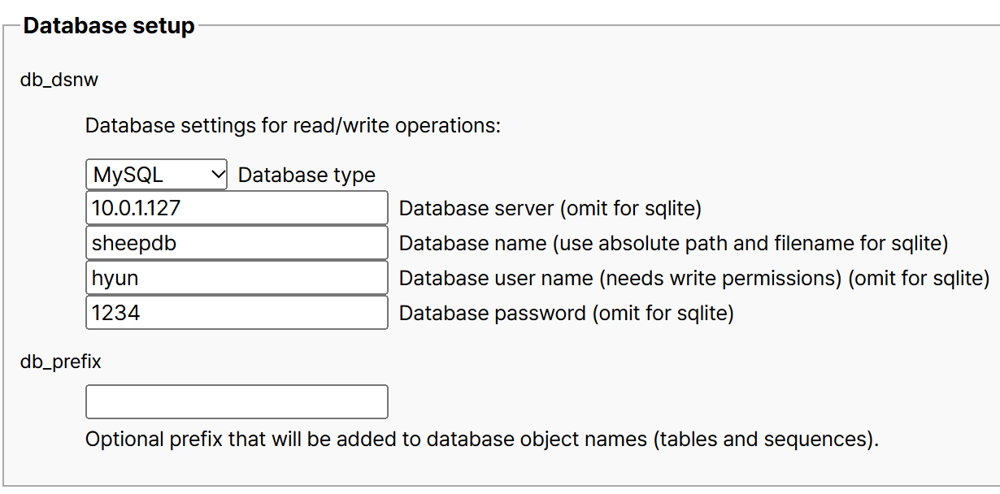 Database setup
db_dsnw
Database settings for read/write operations:
MySQL Database type
10.0.1.127 Database server (omit for sqlite)
sheepdb Database name (use absolute path and filename for sqlite)
hyun Database user name (needs write permissions) (omit for sqlite)
1234 Database password (omit for sqlite)
db_prefix
Optional prefix that will be added to database object names (tables and sequences).